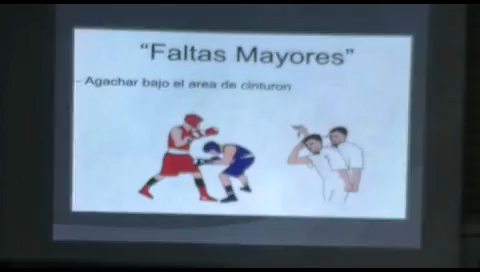 “Faltas Mayores”
- Agachar bajo el area de cinturon